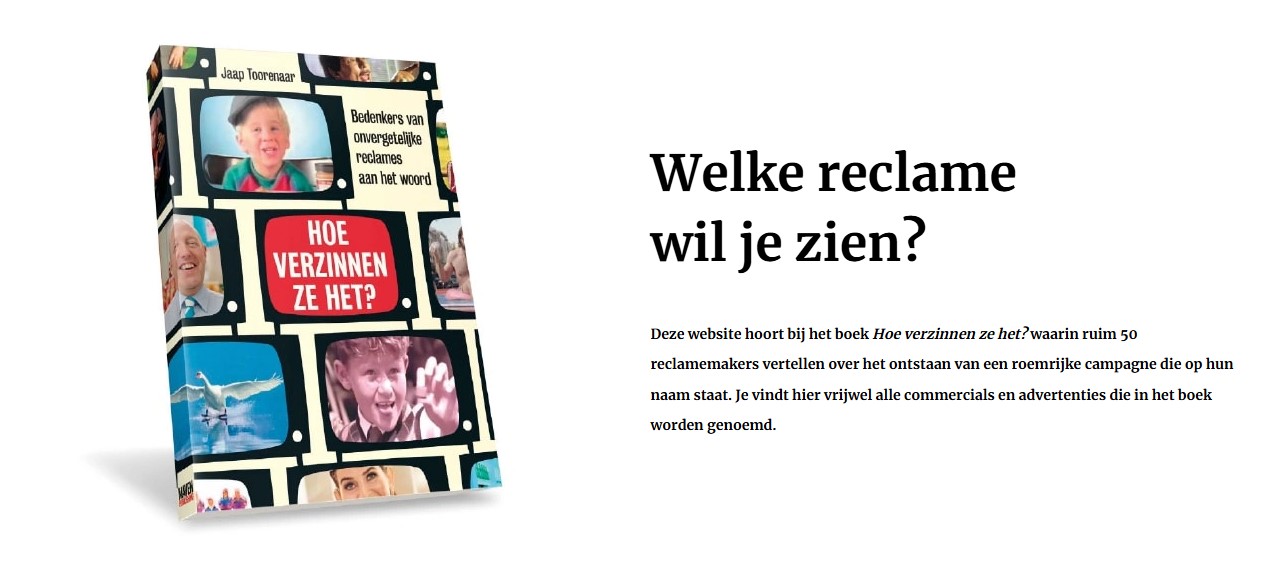 Jaap Toorenaar
Bedenkers van
onvergetelijke
reclames
aan het woord
HOE
VERZINNEN
ZE HET?
Welke reclame
wil je zien?
Deze website hoort bij het boek Hoe verzinnen ze het? waarin ruim 50
reclamemakers vertellen over het ontstaan van een roemrijke campagne die op hun
naam staat. Je vindt hier vrijwel alle commercials en advertenties die in het boek
worden genoemd.